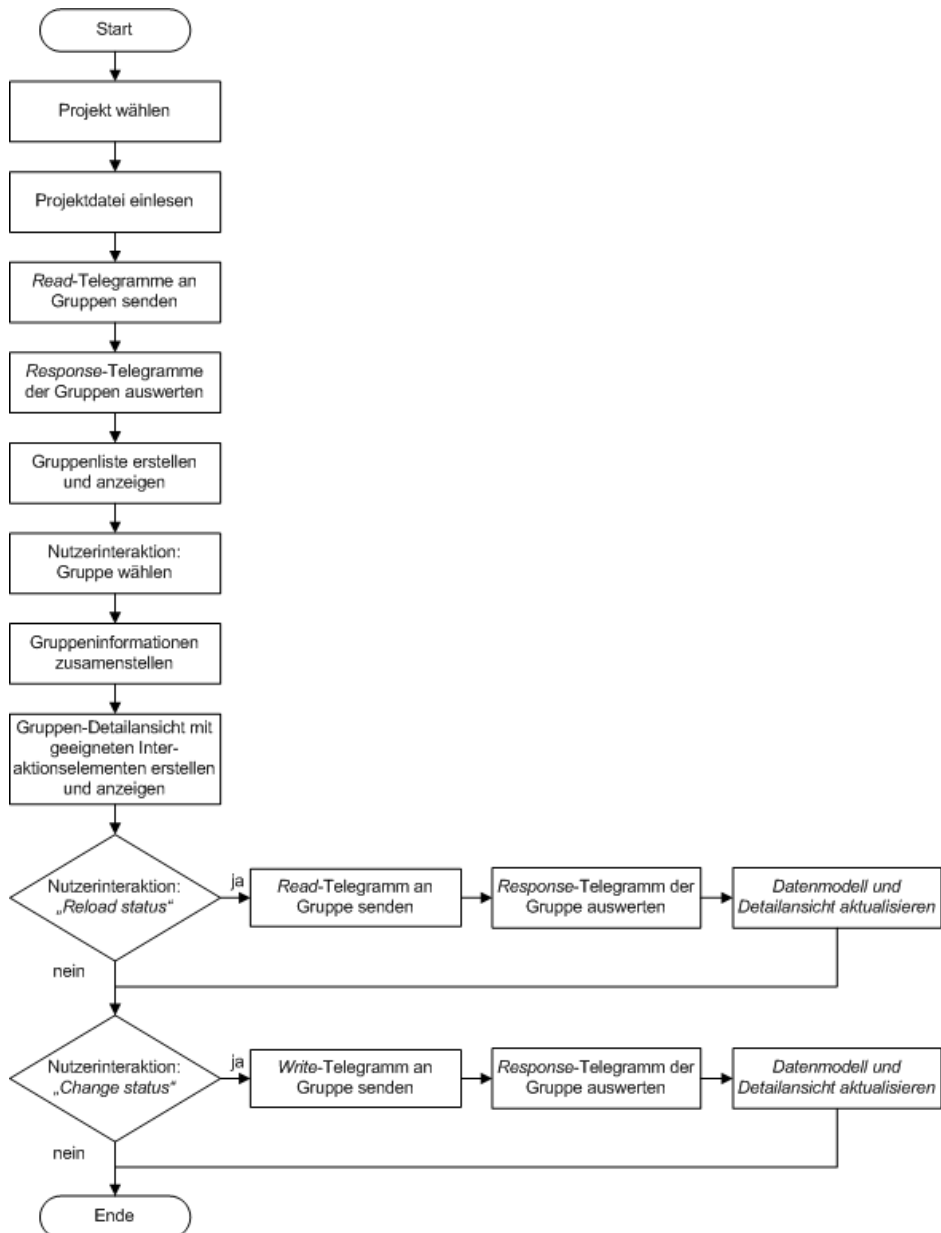 Start
Projekt wählen
Projektdatei einlesen
Read-Telegramme an
Gruppen senden
Response-Telegramme
der Gruppen auswerten
Gruppenliste erstellen
und anzeigen
Nutzerinteraktion:
Gruppe wählen
Gruppeninformationen
zusamenstellen
Gruppen-Detailansicht mit
geeigneten Inter-
aktionselementen erstellen
und anzeigen
Nutzerinteraktion:
„Reload status“
ja
Read-Telegramm an
Gruppe senden
Response-Telegramm der
Gruppe auswerten
Datenmodell und
Detailansicht aktualisieren
nein
Nutzerinteraktion:
„Change status“
ja
Write-Telegramm an
Gruppe senden
Response-Telegramm der
Gruppe auswerten
Datenmodell und
Detailansicht aktualisieren
nein
Ende